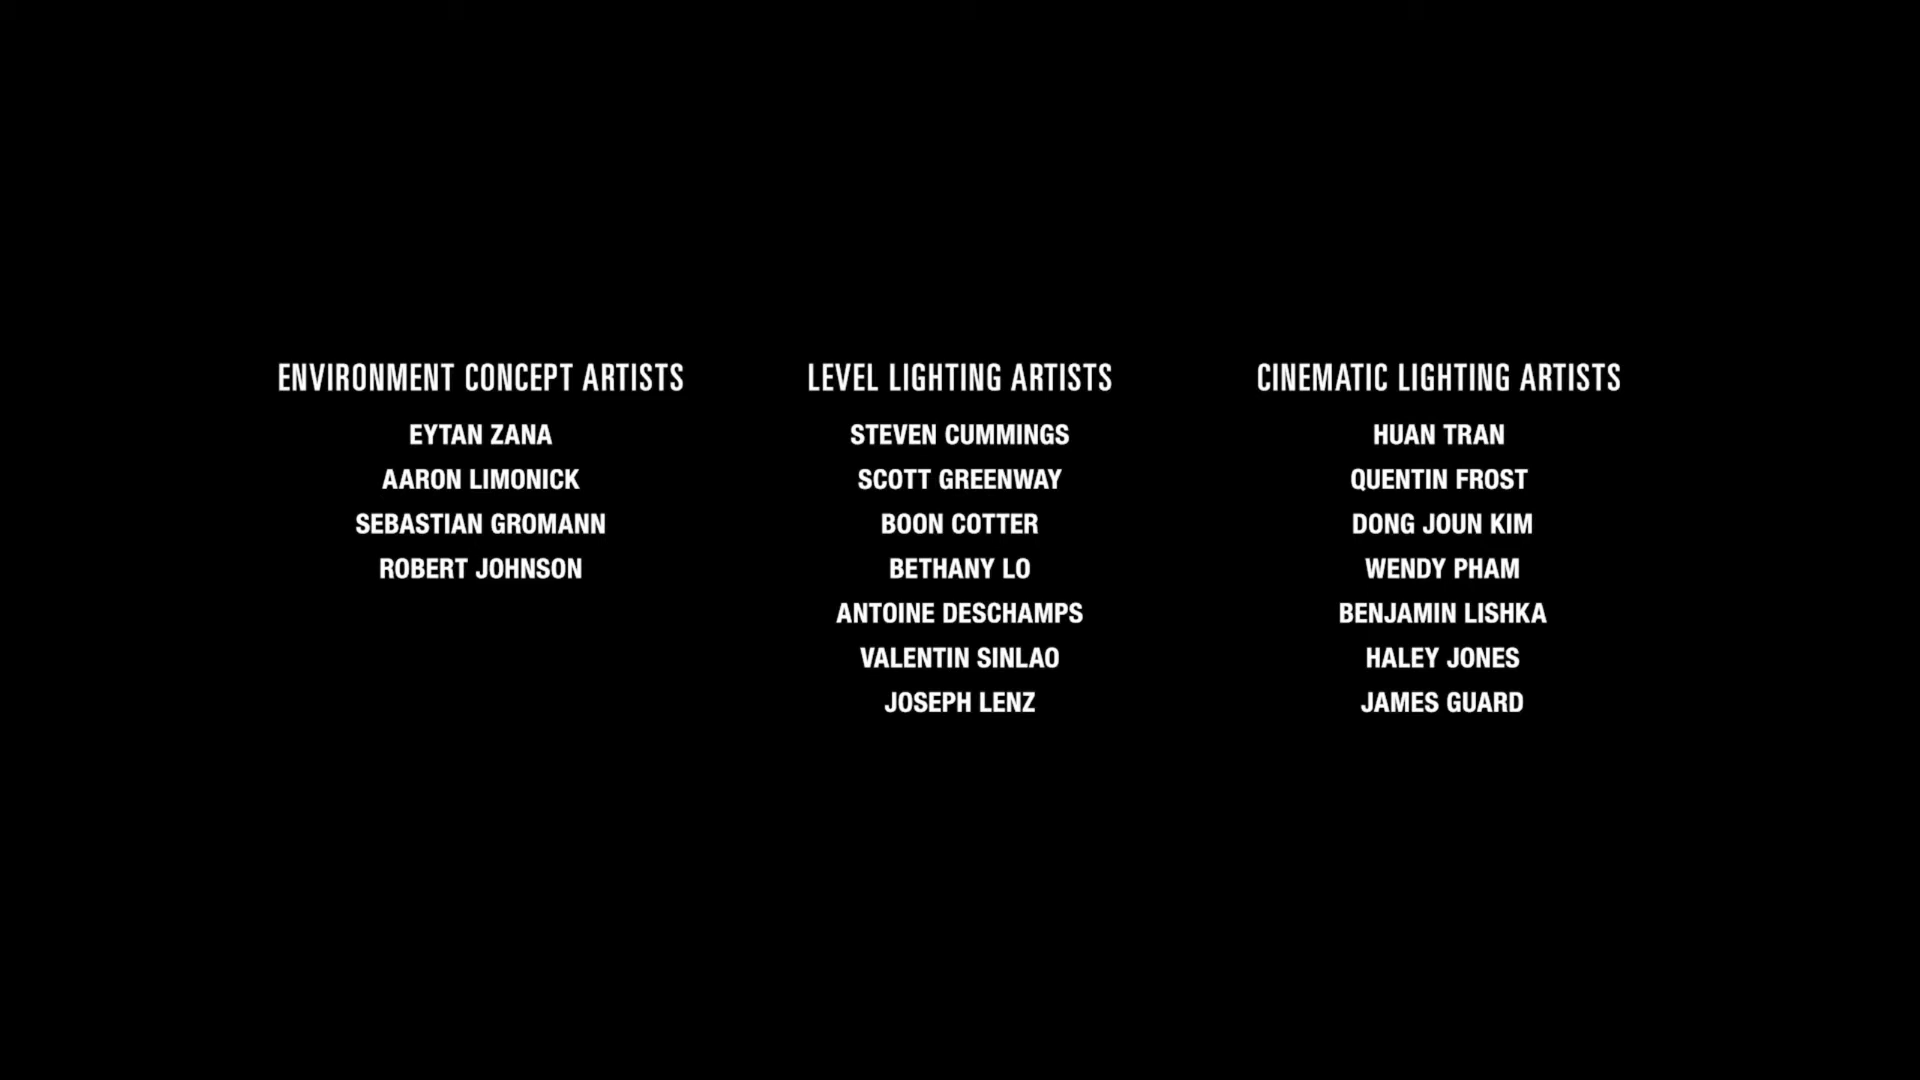 ENVIRONMENT CONCEPT ARTISTS
EYTAN ZANA
AARON LIMONICK
SEBASTIAN GROMANN
ROBERT JOHNSON
LEVEL LIGHTING ARTISTS
STEVEN CUMMINGS
SCOTT GREENWAY
BOON COTTER
BETHANY LO
ANTOINE DESCHAMPS
VALENTIN SINLAO
JOSEPH LENZ
CINEMATIC LIGHTING ARTISTS
HUAN TRAN
QUENTIN FROST
DONG JOUN KIM
WENDY PHAM
BENJAMIN LISHKA
HALEY JONES
JAMES GUARD